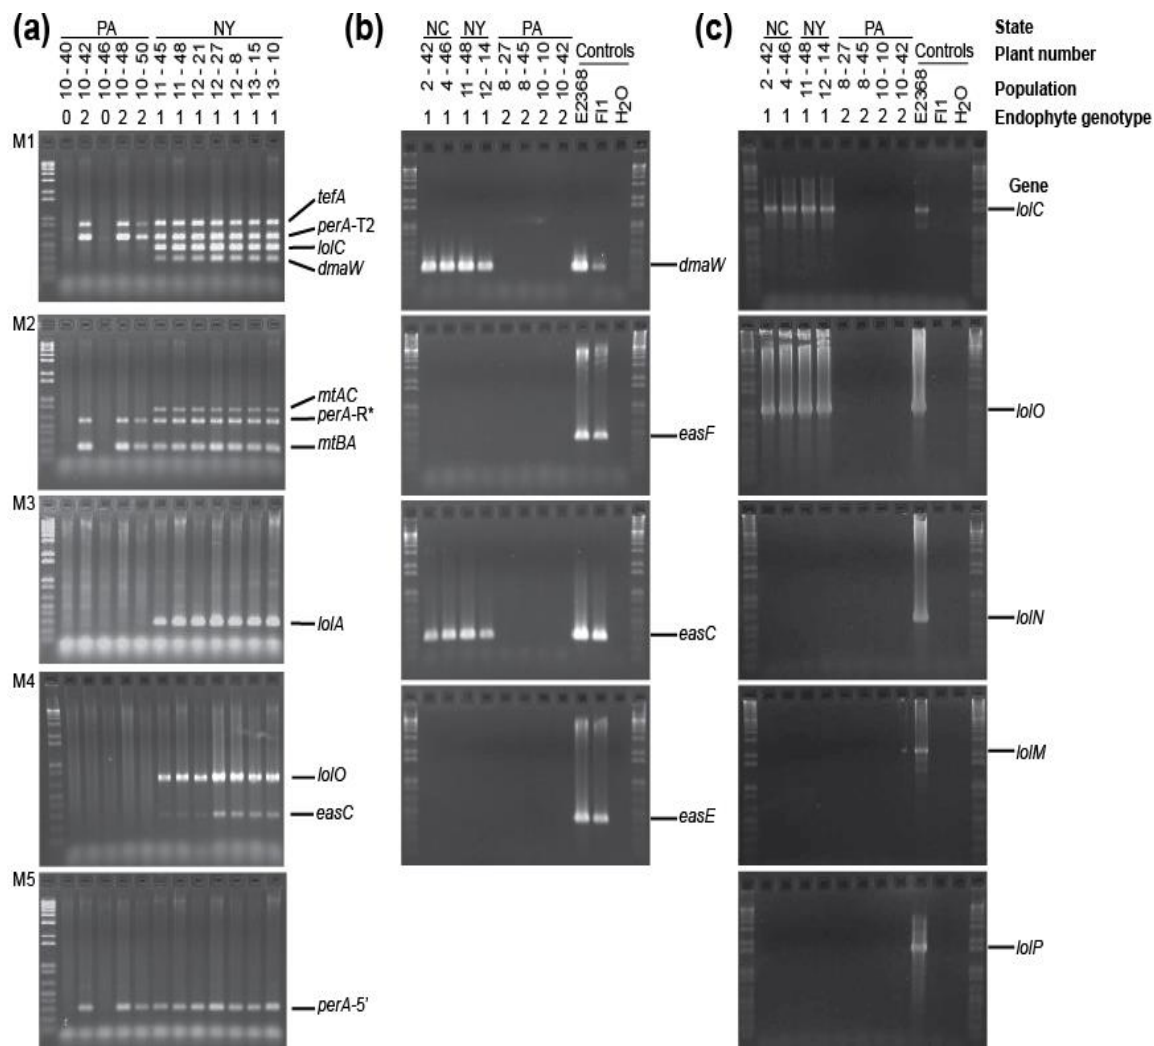 (a) PA NY
10 - 40
10 - 42
10 - 46
10 - 48
10 - 50
11 - 45
11 - 48
12 - 21
12 - 27
12 - 8
13 - 15
13 - 10
0 2 0 2 2 1 1 1 1 1 1 1
M1
tefA
perA-T2
lolC
dmaW
M2
mtAC
perA-R*
mtBA
M3
lolA
M4
lolO
easC
M5
perA-5'
(b) NC NY PA
Controls
2 - 42
4 - 46
11 - 48
12 - 14
8 - 27
8 - 45
10 - 10
10 - 42
E2368
Fl1
H2O
1 1 1 1 2 2 2 2
dmaW
easF
easC
easE
(c) NC NY PA
Controls
2 - 42
4 - 46
11 - 48
12 - 14
8 - 27
8 - 45
10 - 10
10 - 42
E2368
Fl1
H2O
1 1 1 1 2 2 2 2
State
Plant number
Population
Endophyte genotype
Gene
lolC
lolO
lolN
lolM
lolP